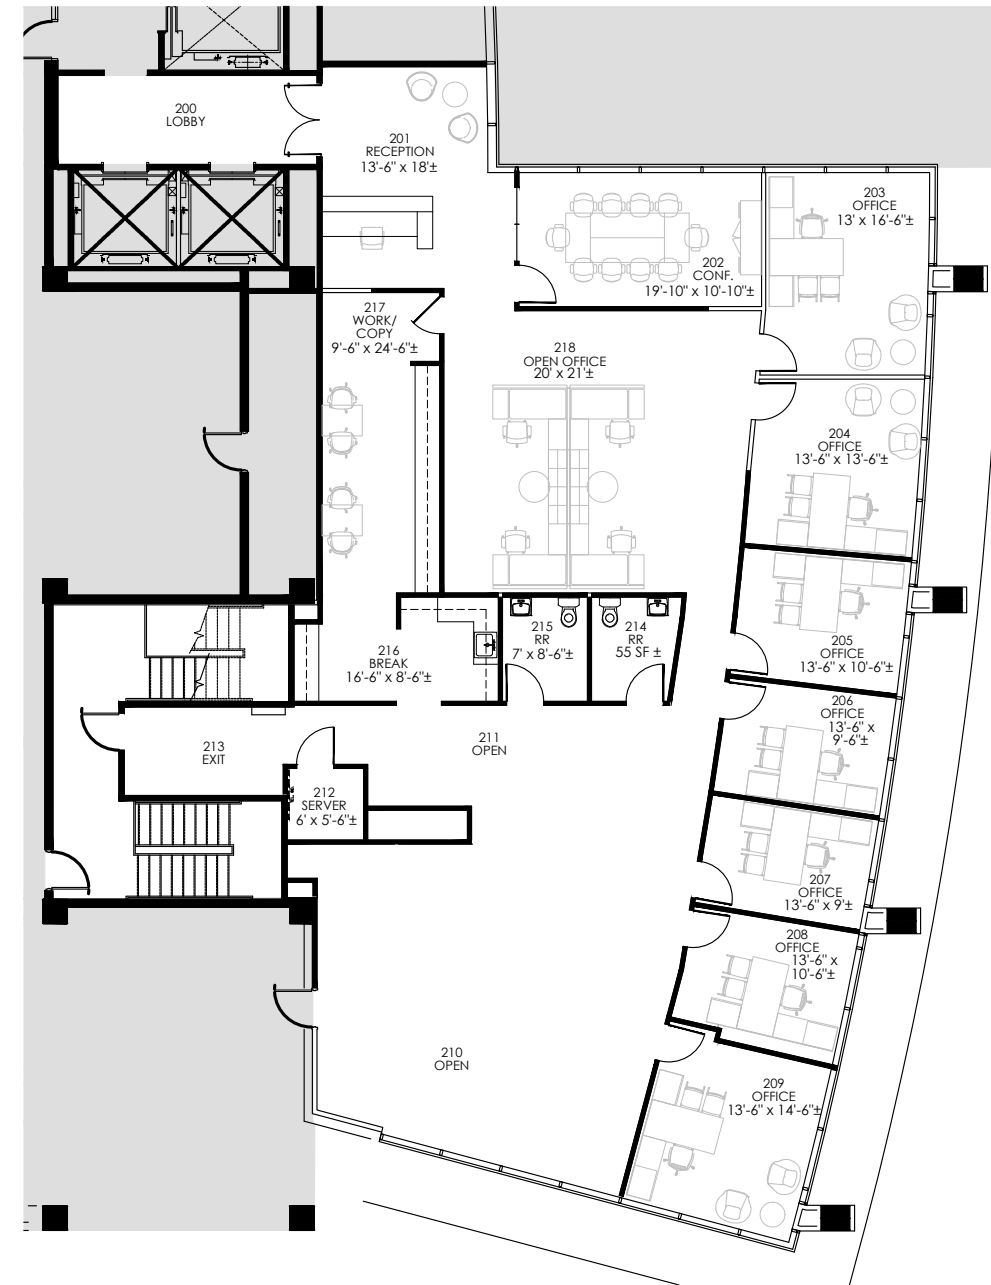 200
LOBBY
201
RECEPTION
13'-6" x 18'±
203
OFFICE
13' x 16'-6"±
202
CONF.
19'-10" x 10'-10"±
217
WORK/
COPY
9'-6" x 24'-6"±
218
OPEN OFFICE
20' x 21'±
204
OFFICE
13'-6" x 13'-6"±
215
RR
7' x 8'-6"±
214
RR
55 SF ±
205
OFFICE
13'-6" x 10'-6"±
216
BREAK
16'-6" x 8'-6"±
206
OFFICE
13'-6" x
9'-6"±
211
OPEN
213
EXIT
212
SERVER
6' x 5'-6"±
207
OFFICE
13'-6" x 9'±
208
OFFICE
13'-6" x
10'-6"±
210
OPEN
209
OFFICE
13'-6" x 14'-6"±